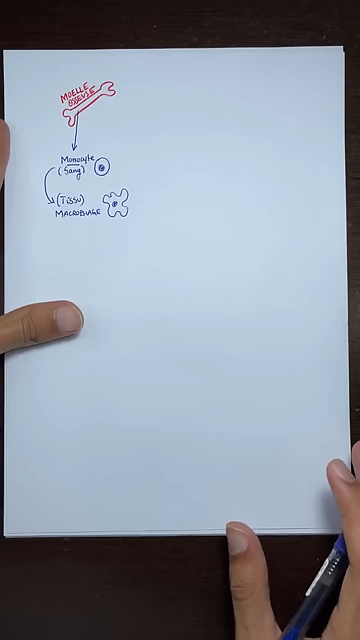 MOELLE
OSSEUSE
Monocyte
(Sang)
(Tissu)
MACROPHAGE